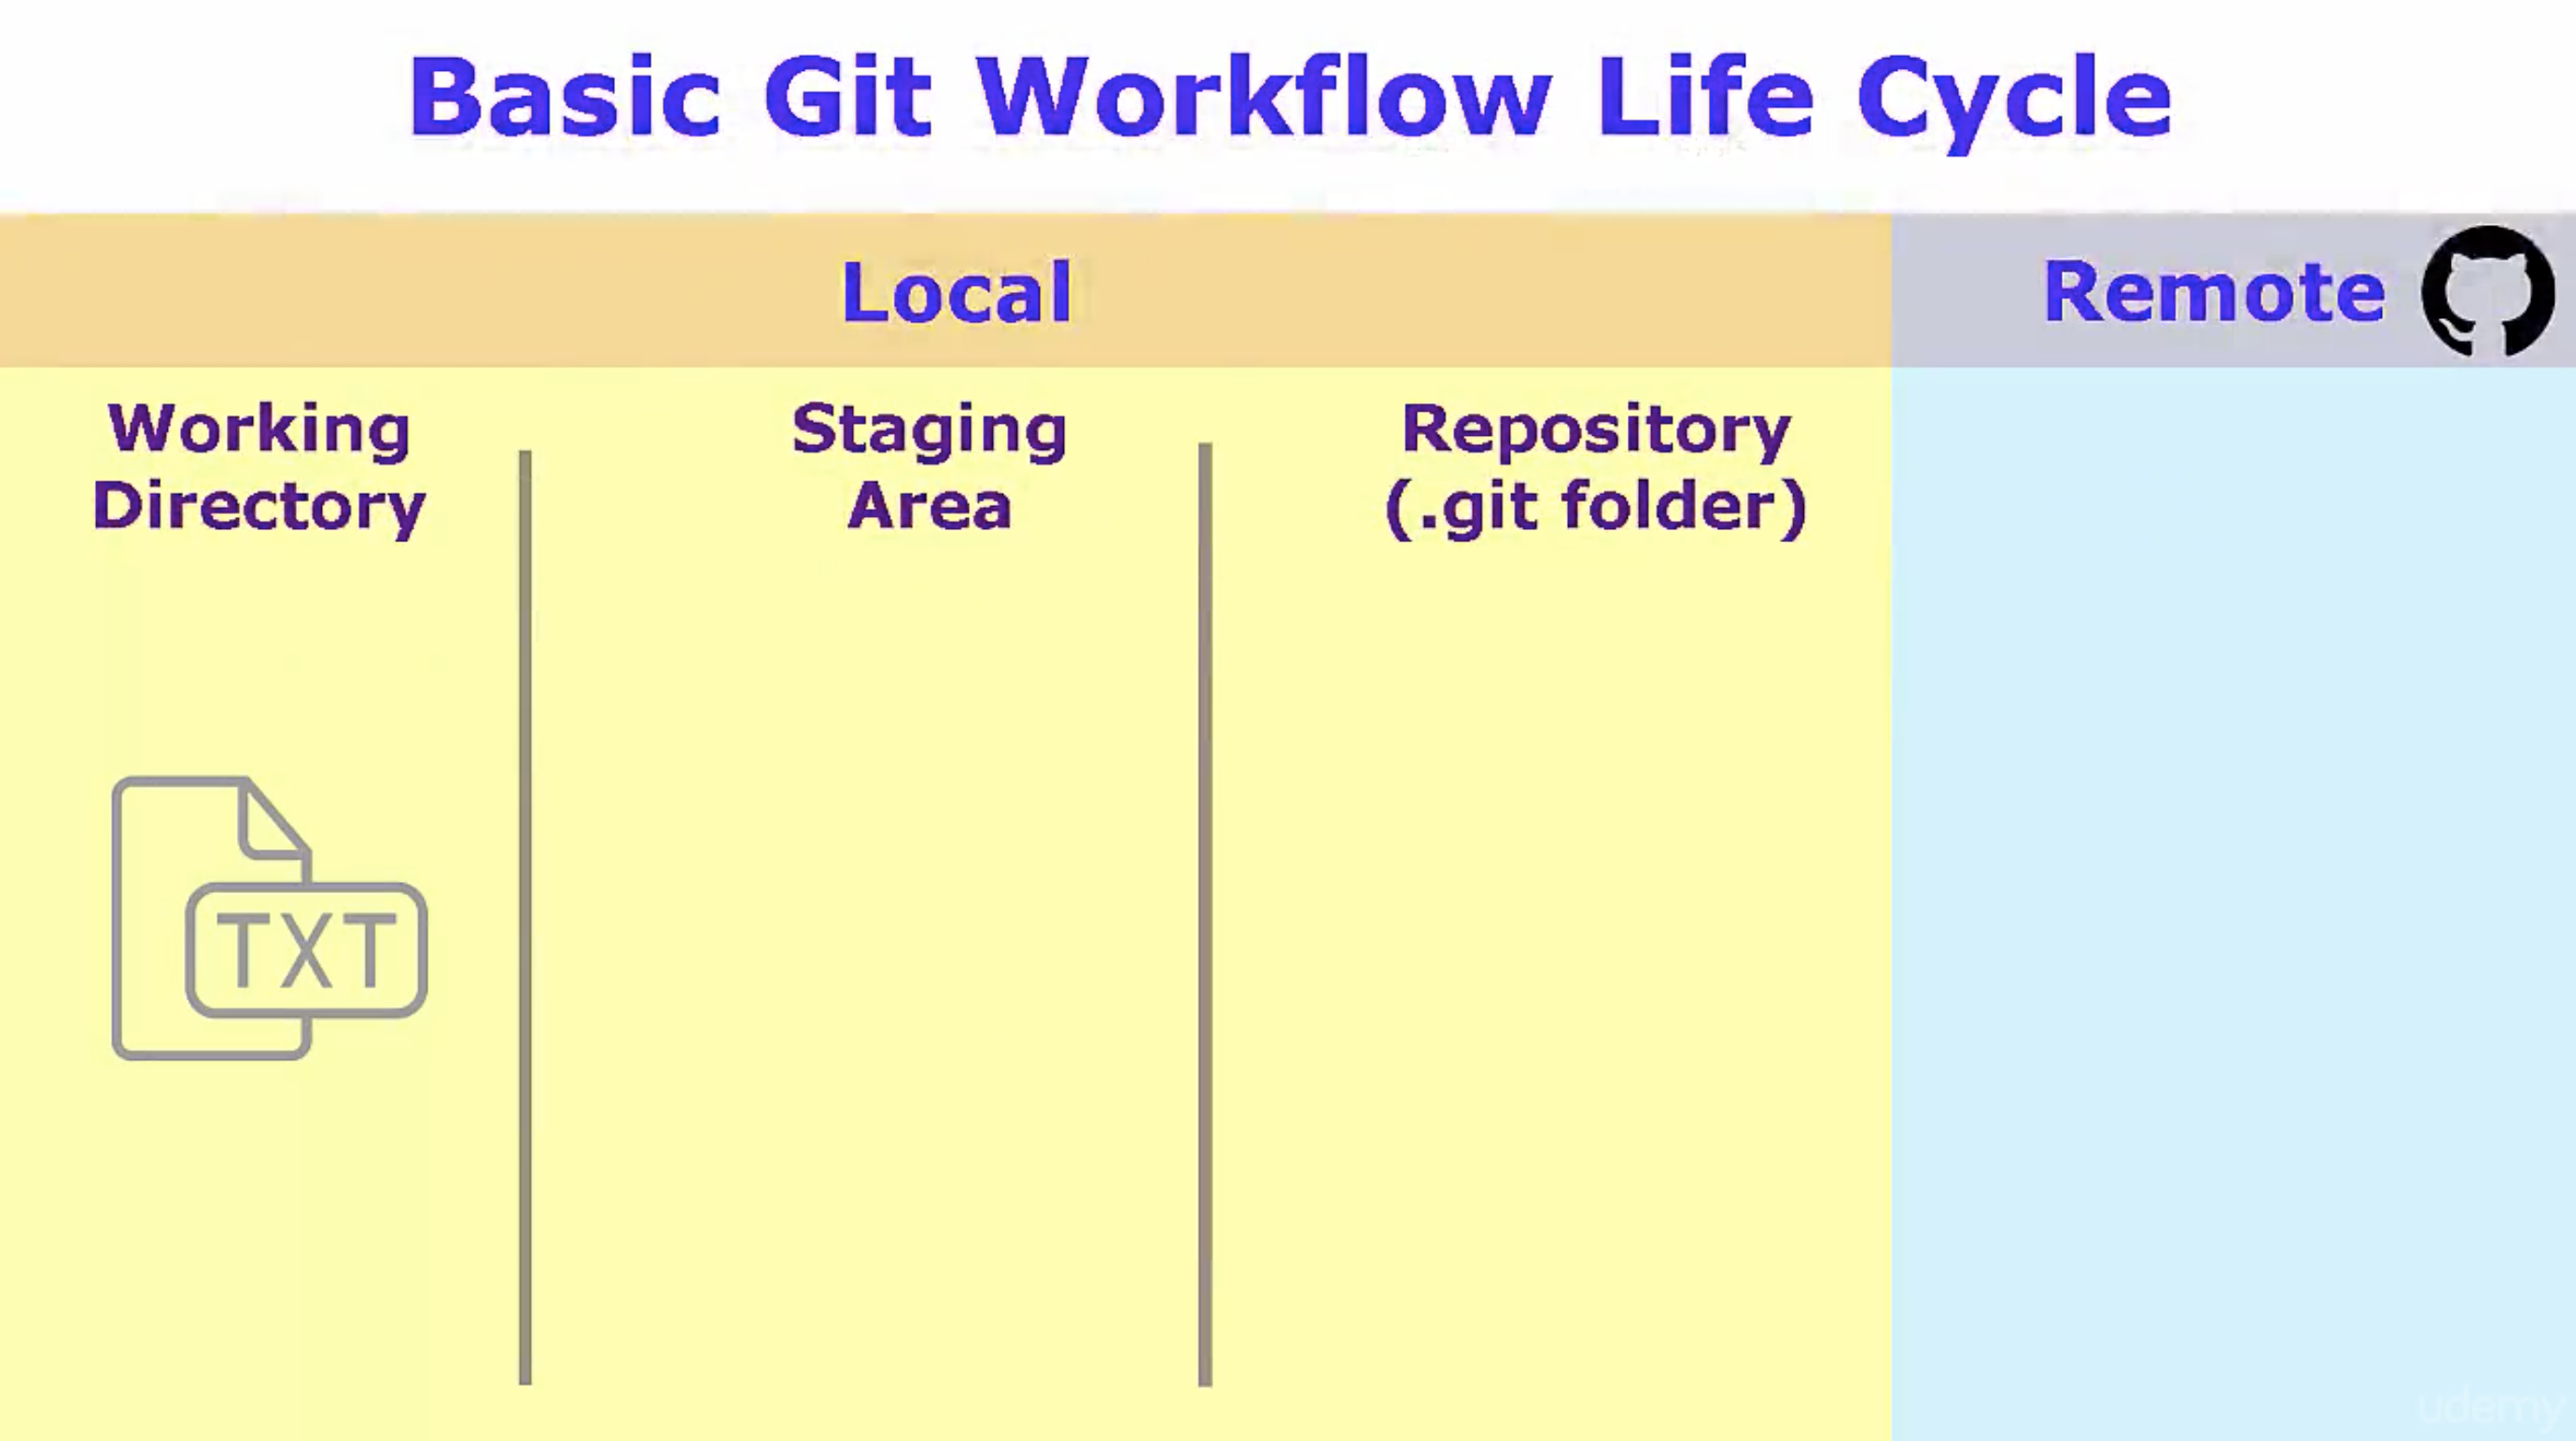 Basic Git Workflow Life Cycle
Local
Remote
Working
Directory
Staging
Area
Repository
(.git folder)
TXT
udemy